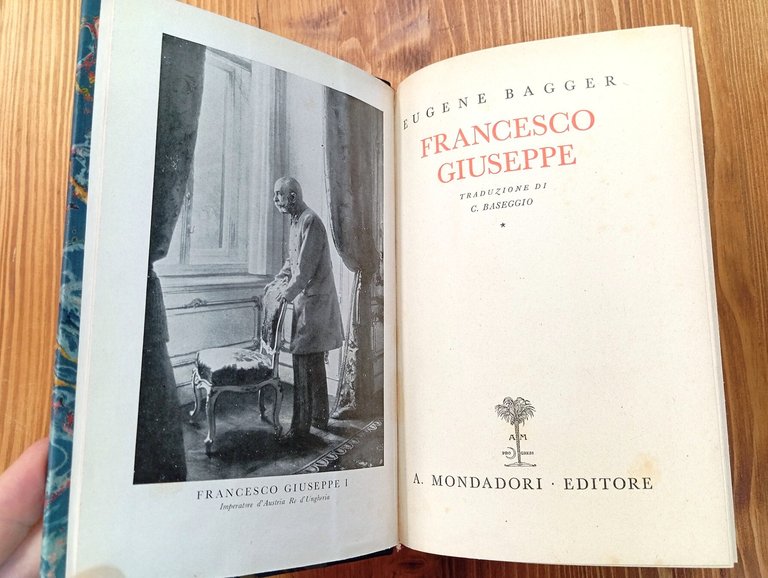 FRANCESCO GIUSEPPE I
Imperatore d'Austria Re d'Ungheria
EUGENE BAGGER
FRANCESCO
GIUSEPPE
TRADUZIONE DI
C. BASEGGIO
*
A M
A. MONDADORI · EDITORE